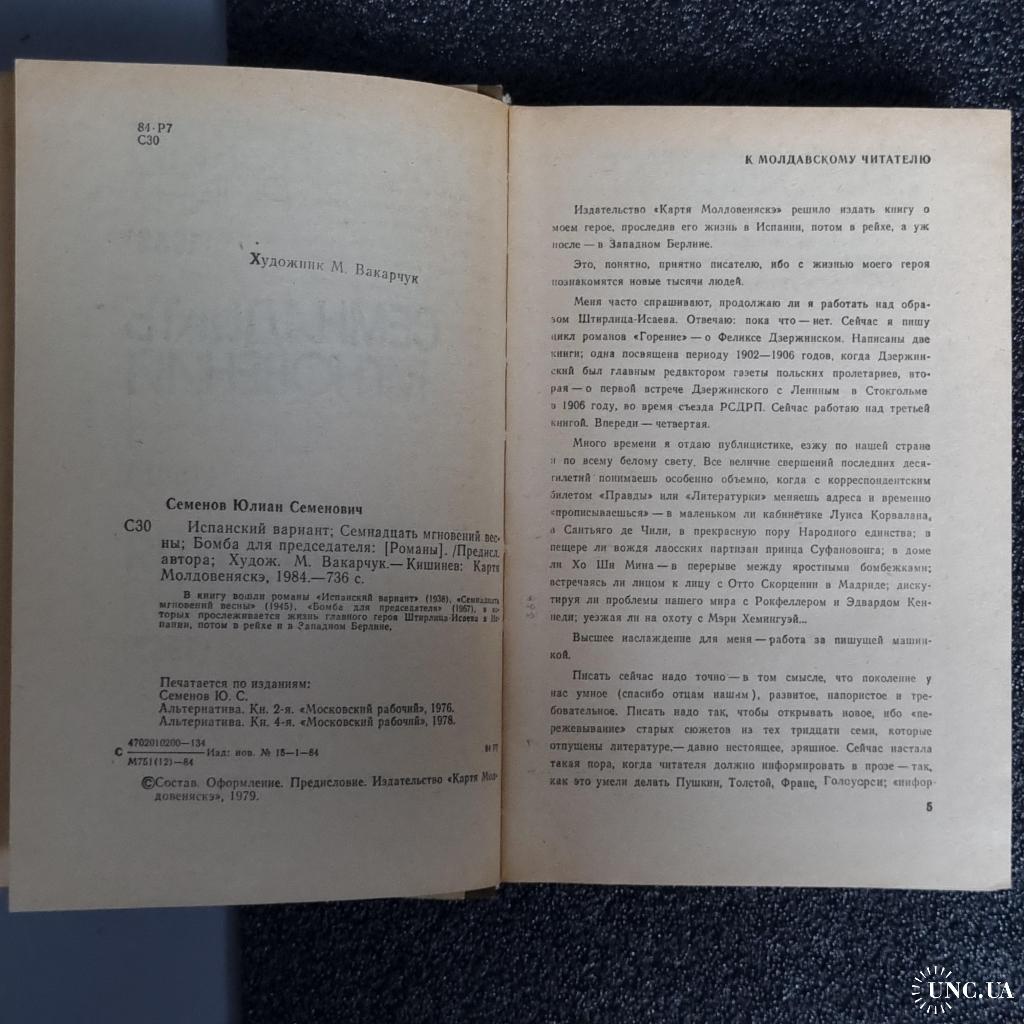 84·Р7
С30
Художник М. Вакарчук
Семенов Юлиан Семенович
С30 Испанский вариант; Семнадцать мгновений вес-
ны; Бомба для председателя: [Романы]. /Предисл.
автора; Худож. М. Вакарчук.— Кишинев: Картя
Молдовеняскэ, 1984.—736 с.
В книгу вошли романы «Испанский вариант» (1938), «Семнадцать
мгновений весны» (1945), «Бомба для председателя» (1967), в ко-
торых прослеживается жизнь главного героя Штирлица-Исаева в Ис-
пании, потом в рейхе и в Западном Берлине.
Печатается по изданиям:
Семенов Ю. С.
Альтернатива. Кн. 2-я. «Московский рабочий», 1976.
Альтернатива. Кн. 4-я. «Московский рабочий», 1978.
4702010200—134
С Изд: нов. № 15—1—84
М751(12)—84
©Состав. Оформление. Предисловие. Издательство «Картя Мол-
довеняскэ», 1979.
К МОЛДАВСКОМУ ЧИТАТЕЛЮ
Издательство «Картя Молдовеняскэ» решило издать книгу о
моем герое, проследив его жизнь в Испании, потом в рейхе, а уж
после — в Западном Берлине.
Это, понятно, приятно писателю, ибо с жизнью моего героя
познакомятся новые тысячи людей.
Меня часто спрашивают, продолжаю ли я работать над обра-
зом Штирлица-Исаева. Отвечаю: пока что — нет. Сейчас я пишу
цикл романов «Горение» — о Феликсе Дзержинском. Написаны две
книги; одна посвящена периоду 1902—1906 годов, когда Дзержин-
ский был главным редактором газеты польских пролетариев, вто-
рая — о первой встрече Дзержинского с Лениным в Стокгольме
в 1906 году, во время съезда РСДРП. Сейчас работаю над третьей
книгой. Впереди — четвертая.
Много времени я отдаю публицистике, езжу по нашей стране
и по всему белому свету. Все величие свершений последних деся-
тилетий понимаешь особенно объемно, когда с корреспондентским
билетом «Правды» или «Литературки» меняешь адреса и временно
«прописываешься» — в маленьком ли кабинетике Луиса Корвалана,
в Сантьяго де Чили, в прекрасную пору Народного единства; в
пещере ли вождя лаосских партизан принца Суфановонга; в доме
ли Хо Ши Мина — в перерыве между яростными бомбежками;
встречаясь ли лицом к лицу с Отто Скорцени в Мадриде; диску-
тируя ли проблемы нашего мира с Рокфеллером и Эдвардом Кен-
неди; уезжая ли на охоту с Мэри Хемингуэй...
Высшее наслаждение для меня — работа за пишущей машин-
кой.
Писать сейчас надо точно — в том смысле, что поколение у
нас умное (спасибо отцам нашим), развитое, напористое и тре-
бовательное. Писать надо так, чтобы открывать новое, ибо «пе-
режевывание» старых сюжетов из тех тридцати семи, которые
отпущены литературе,— давно нестоящее, зряшное. Сейчас настала
такая пора, когда читателя должно информировать в прозе — так,
как это умели делать Пушкин, Толстой, Франс, Голсуорси; «инфор-
5
UNC.UA